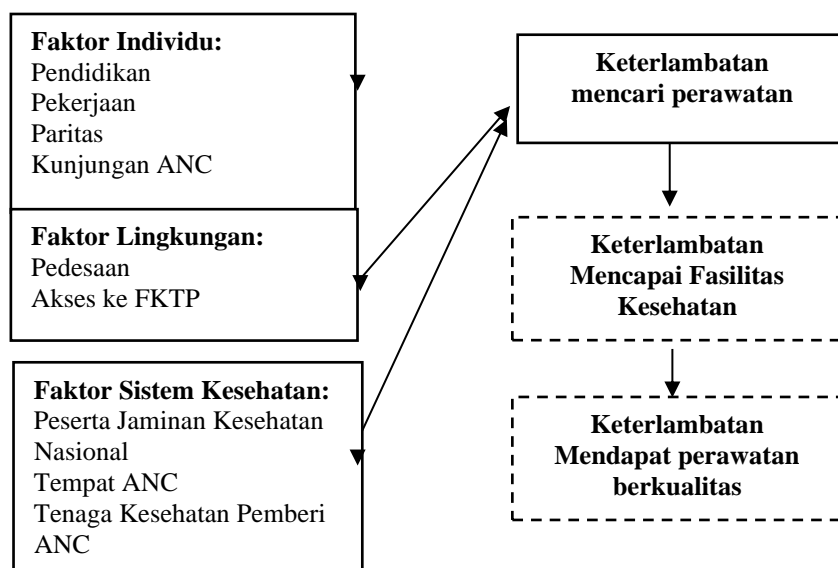 Faktor Individu:
Pendidikan
Pekerjaan
Paritas
Kunjungan ANC
Faktor Lingkungan:
Pedesaan
Akses ke FKTP
Faktor Sistem Kesehatan:
Peserta Jaminan Kesehatan
Nasional
Tempat ANC
Tenaga Kesehatan Pemberi
ANC
Keterlambatan
mencari perawatan
Keterlambatan
Mencapai Fasilitas
Kesehatan
Keterlambatan
Mendapat perawatan
berkualitas